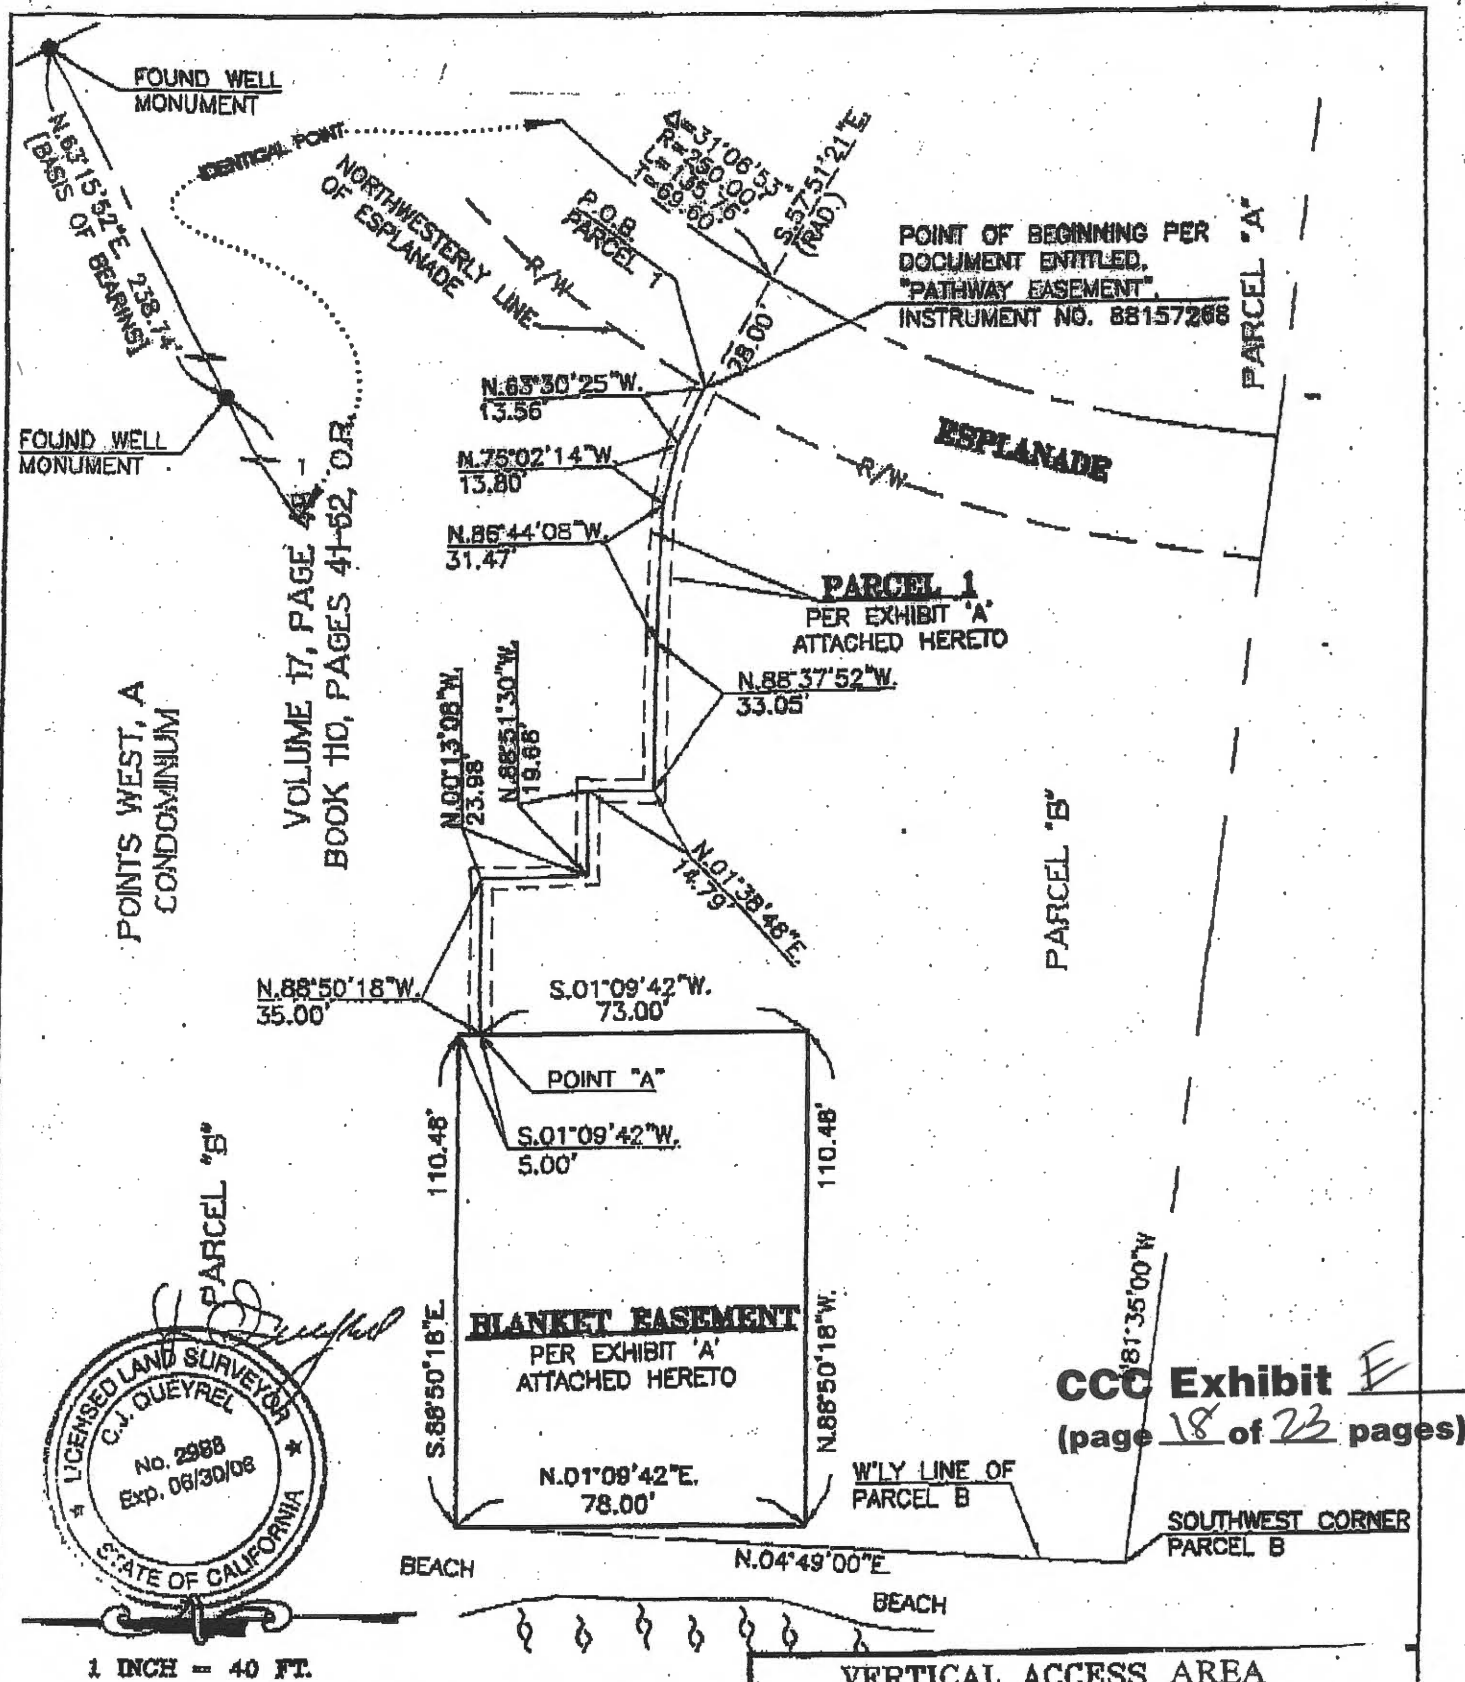 FOUND WELL
MONUMENT
N.63°15'52"E. 238.74'
[BASIS OF BEARINS]
IDENTICAL POINT
NORTHWESTERLY LINE
OF ESPLANADE
R/W
P.O.B.
PARCEL 1
Δ=31°06'53"
R=250.00'
L=135.76'
T=69.60'
S.57°51'21"E.
(RAD.)
28.00'
POINT OF BEGINNING PER
DOCUMENT ENTITLED,
"PATHWAY EASEMENT",
INSTRUMENT NO. 88157268
PARCEL "A"
FOUND WELL
MONUMENT
N.63°30'25"W.
13.56'
N.75°02'14"W.
13.80'
N.86°44'08"W.
31.47'
ESPLANADE
R/W
PARCEL 1
PER EXHIBIT 'A'
ATTACHED HERETO
N.88°37'52"W.
33.05'
POINTS WEST, A
CONDOMINIUM
VOLUME 17, PAGE
BOOK 110, PAGES 41-52, O.R.
1
N.00°13'08"W.
23.98'
N.88°51'30"W.
19.66'
N.01°38'48"E.
14.79'
PARCEL "B"
N.88°50'18"W.
35.00'
S.01°09'42"W.
73.00'
POINT "A"
S.01°09'42"W.
5.00'
110.48'
110.48'
PARCEL "B"
S.88°50'18"E.
N.88°50'18"W.
BLANKET EASEMENT
PER EXHIBIT 'A'
ATTACHED HERETO
N.01°09'42"E.
78.00'
81°35'00"W
CCC Exhibit E
(page 18 of 23 pages)
W'LY LINE OF
PARCEL B
SOUTHWEST CORNER
PARCEL B
N.04°49'00"E.
BEACH
BEACH
LICENSED LAND SURVEYOR
C.J. QUEYREL
No. 2988
Exp. 06/30/08
STATE OF CALIFORNIA
1 INCH = 40 FT.
VERTICAL ACCESS AREA